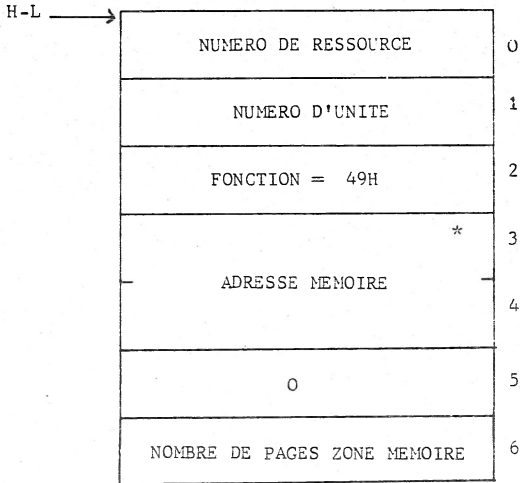 H-L
NUMERO DE RESSOURCE 0
NUMERO D'UNITE 1
FONCTION = 49H 2
* 3
ADRESSE MEMOIRE
4
0 5
NOMBRE DE PAGES ZONE MEMOIRE 6